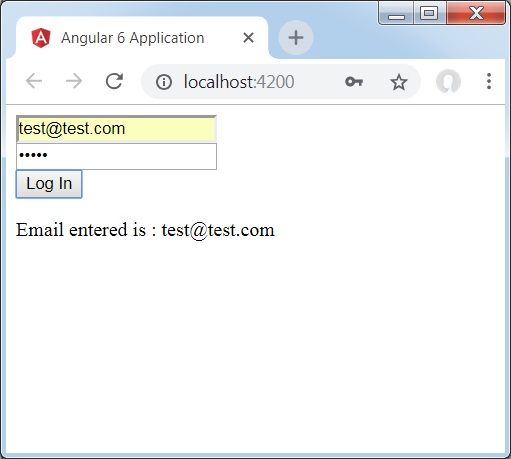 Angular 6 Application
localhost:4200
test@test.com
•••••
Log In
Email entered is : test@test.com